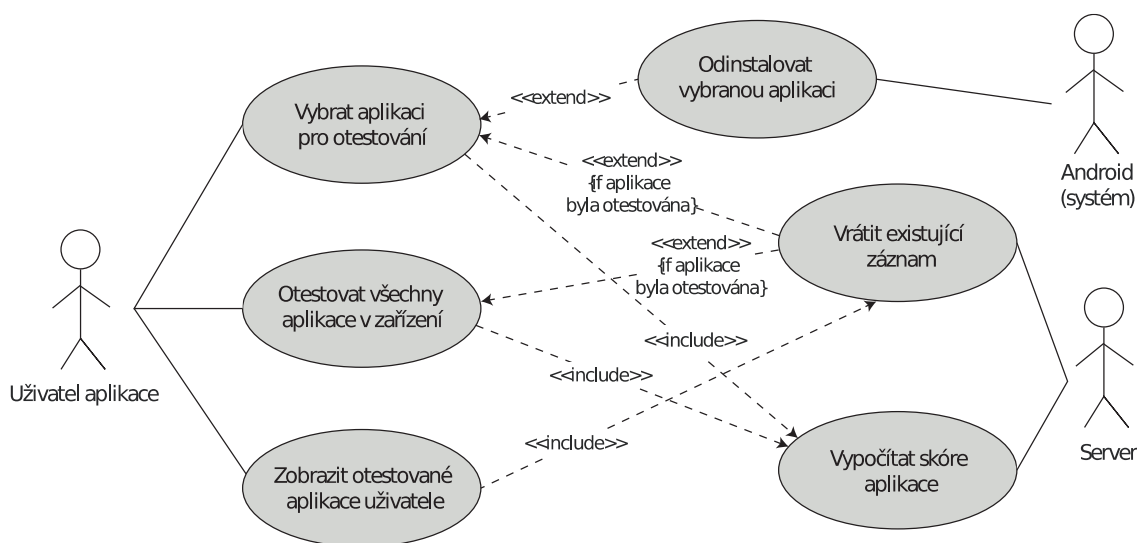 Odinstalovat
vybranou aplikaci
Vybrat aplikaci
pro otestování
<<extend>>
Android
(systém)
<<extend>>
{if aplikace
byla otestována}
Vrátit existující
záznam
<<extend>>
{if aplikace
byla otestována}
Otestovat všechny
aplikace v zařízení
<<include>>
<<include>>
Uživatel aplikace
<<include>>
Server
Vypočítat skóre
aplikace
Zobrazit otestované
aplikace uživatele